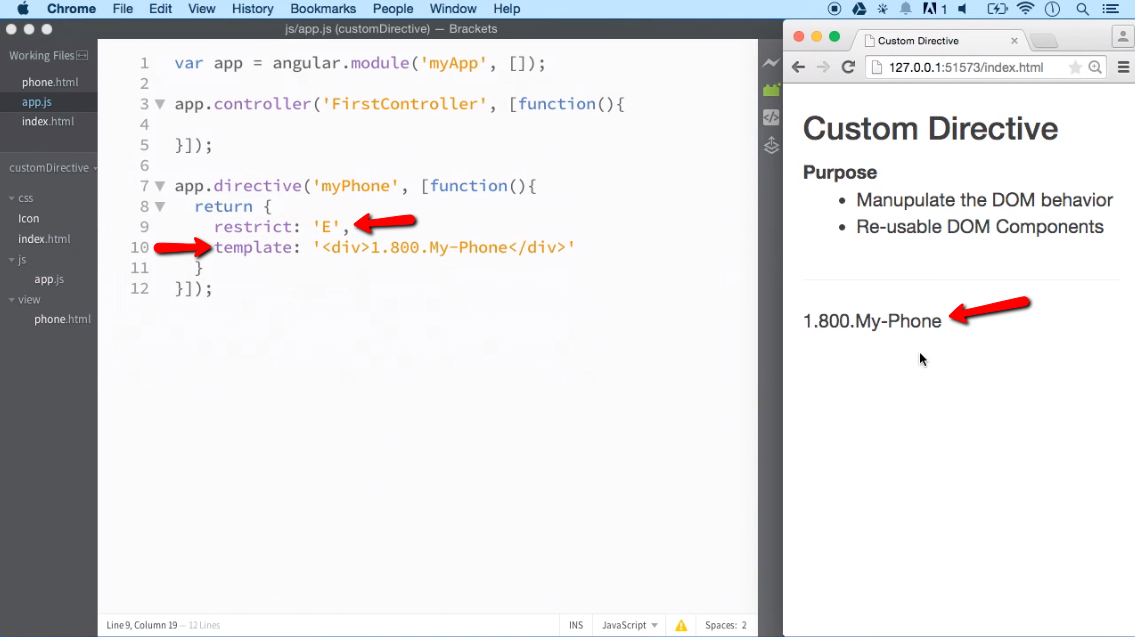 Chrome File Edit View History Bookmarks People Window Help
1
js/app.js (customDirective) — Brackets
Working Files
phone.html
app.js
index.html
customDirective
css
Icon
index.html
js
app.js
view
phone.html
1 var app = angular.module('myApp', []);
2
3 app.controller('FirstController', [function(){
4
5 }]);
6
7 app.directive('myPhone', [function(){
8 return {
9 restrict: 'E',
10 template: '<div>1.800.My-Phone</div>'
11 }
12 }]);
Line 9, Column 19 — 12 Lines
INS JavaScript Spaces: 2
Custom Directive
127.0.0.1:51573/index.html
Custom Directive
Purpose
• Manupulate the DOM behavior
• Re-usable DOM Components
1.800.My-Phone